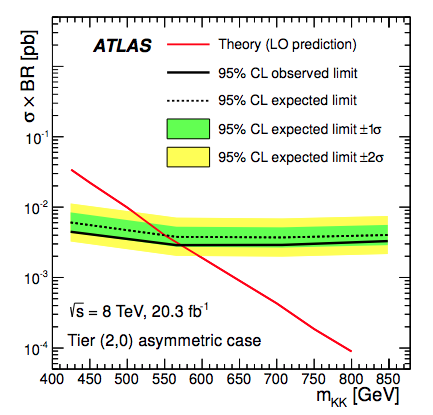 ATLAS
Theory (LO prediction)
95% CL observed limit
95% CL expected limit
95% CL expected limit ±1σ
95% CL expected limit ±2σ
σ × BR [pb]
10⁻¹
10⁻²
10⁻³
10⁻⁴
√s = 8 TeV, 20.3 fb⁻¹
Tier (2,0) asymmetric case
400 450 500 550 600 650 700 750 800 850
m_KK [GeV]